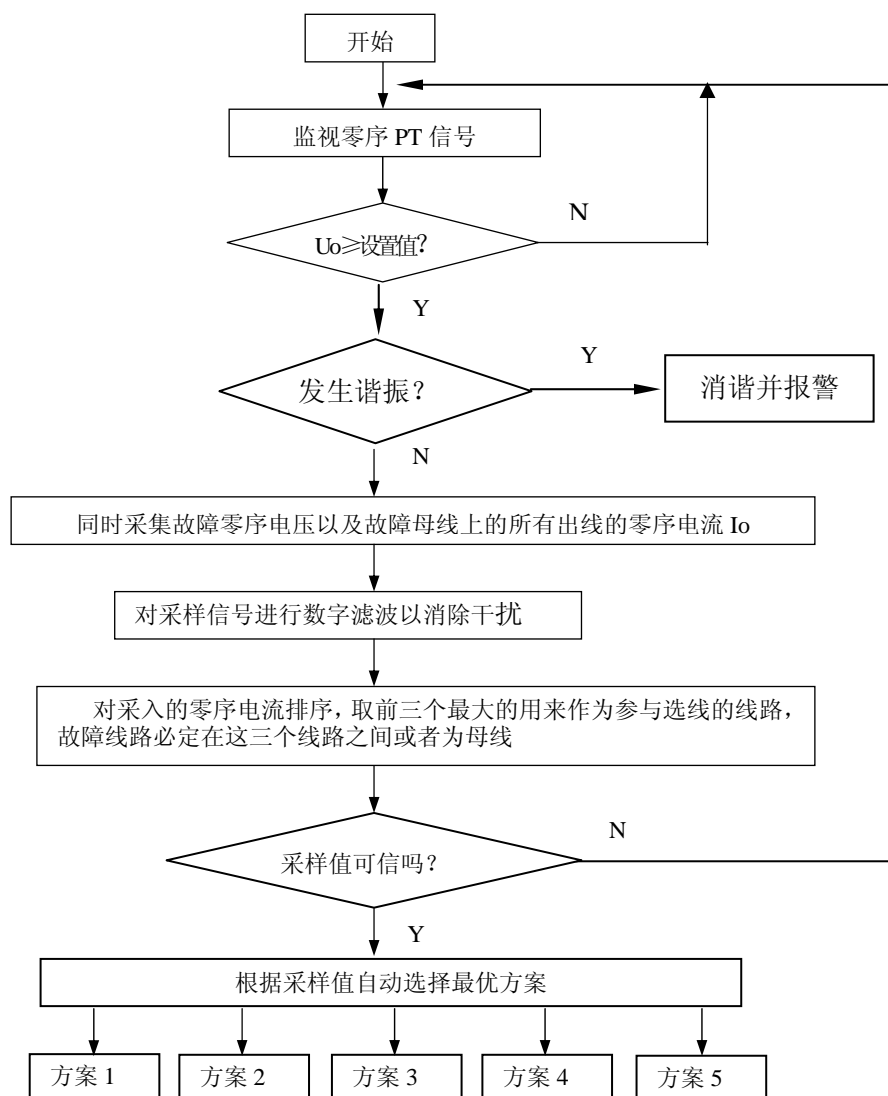 开始
监视零序 PT 信号
N
Uo≥设置值?
Y
Y
发生谐振?
消谐并报警
N
同时采集故障零序电压以及故障母线上的所有出线的零序电流 Io
对采样信号进行数字滤波以消除干扰
对采入的零序电流排序，取前三个最大的用来作为参与选线的线路，
故障线路必定在这三个线路之间或者为母线
N
采样值可信吗?
Y
根据采样值自动选择最优方案
方案 1
方案 2
方案 3
方案 4
方案 5